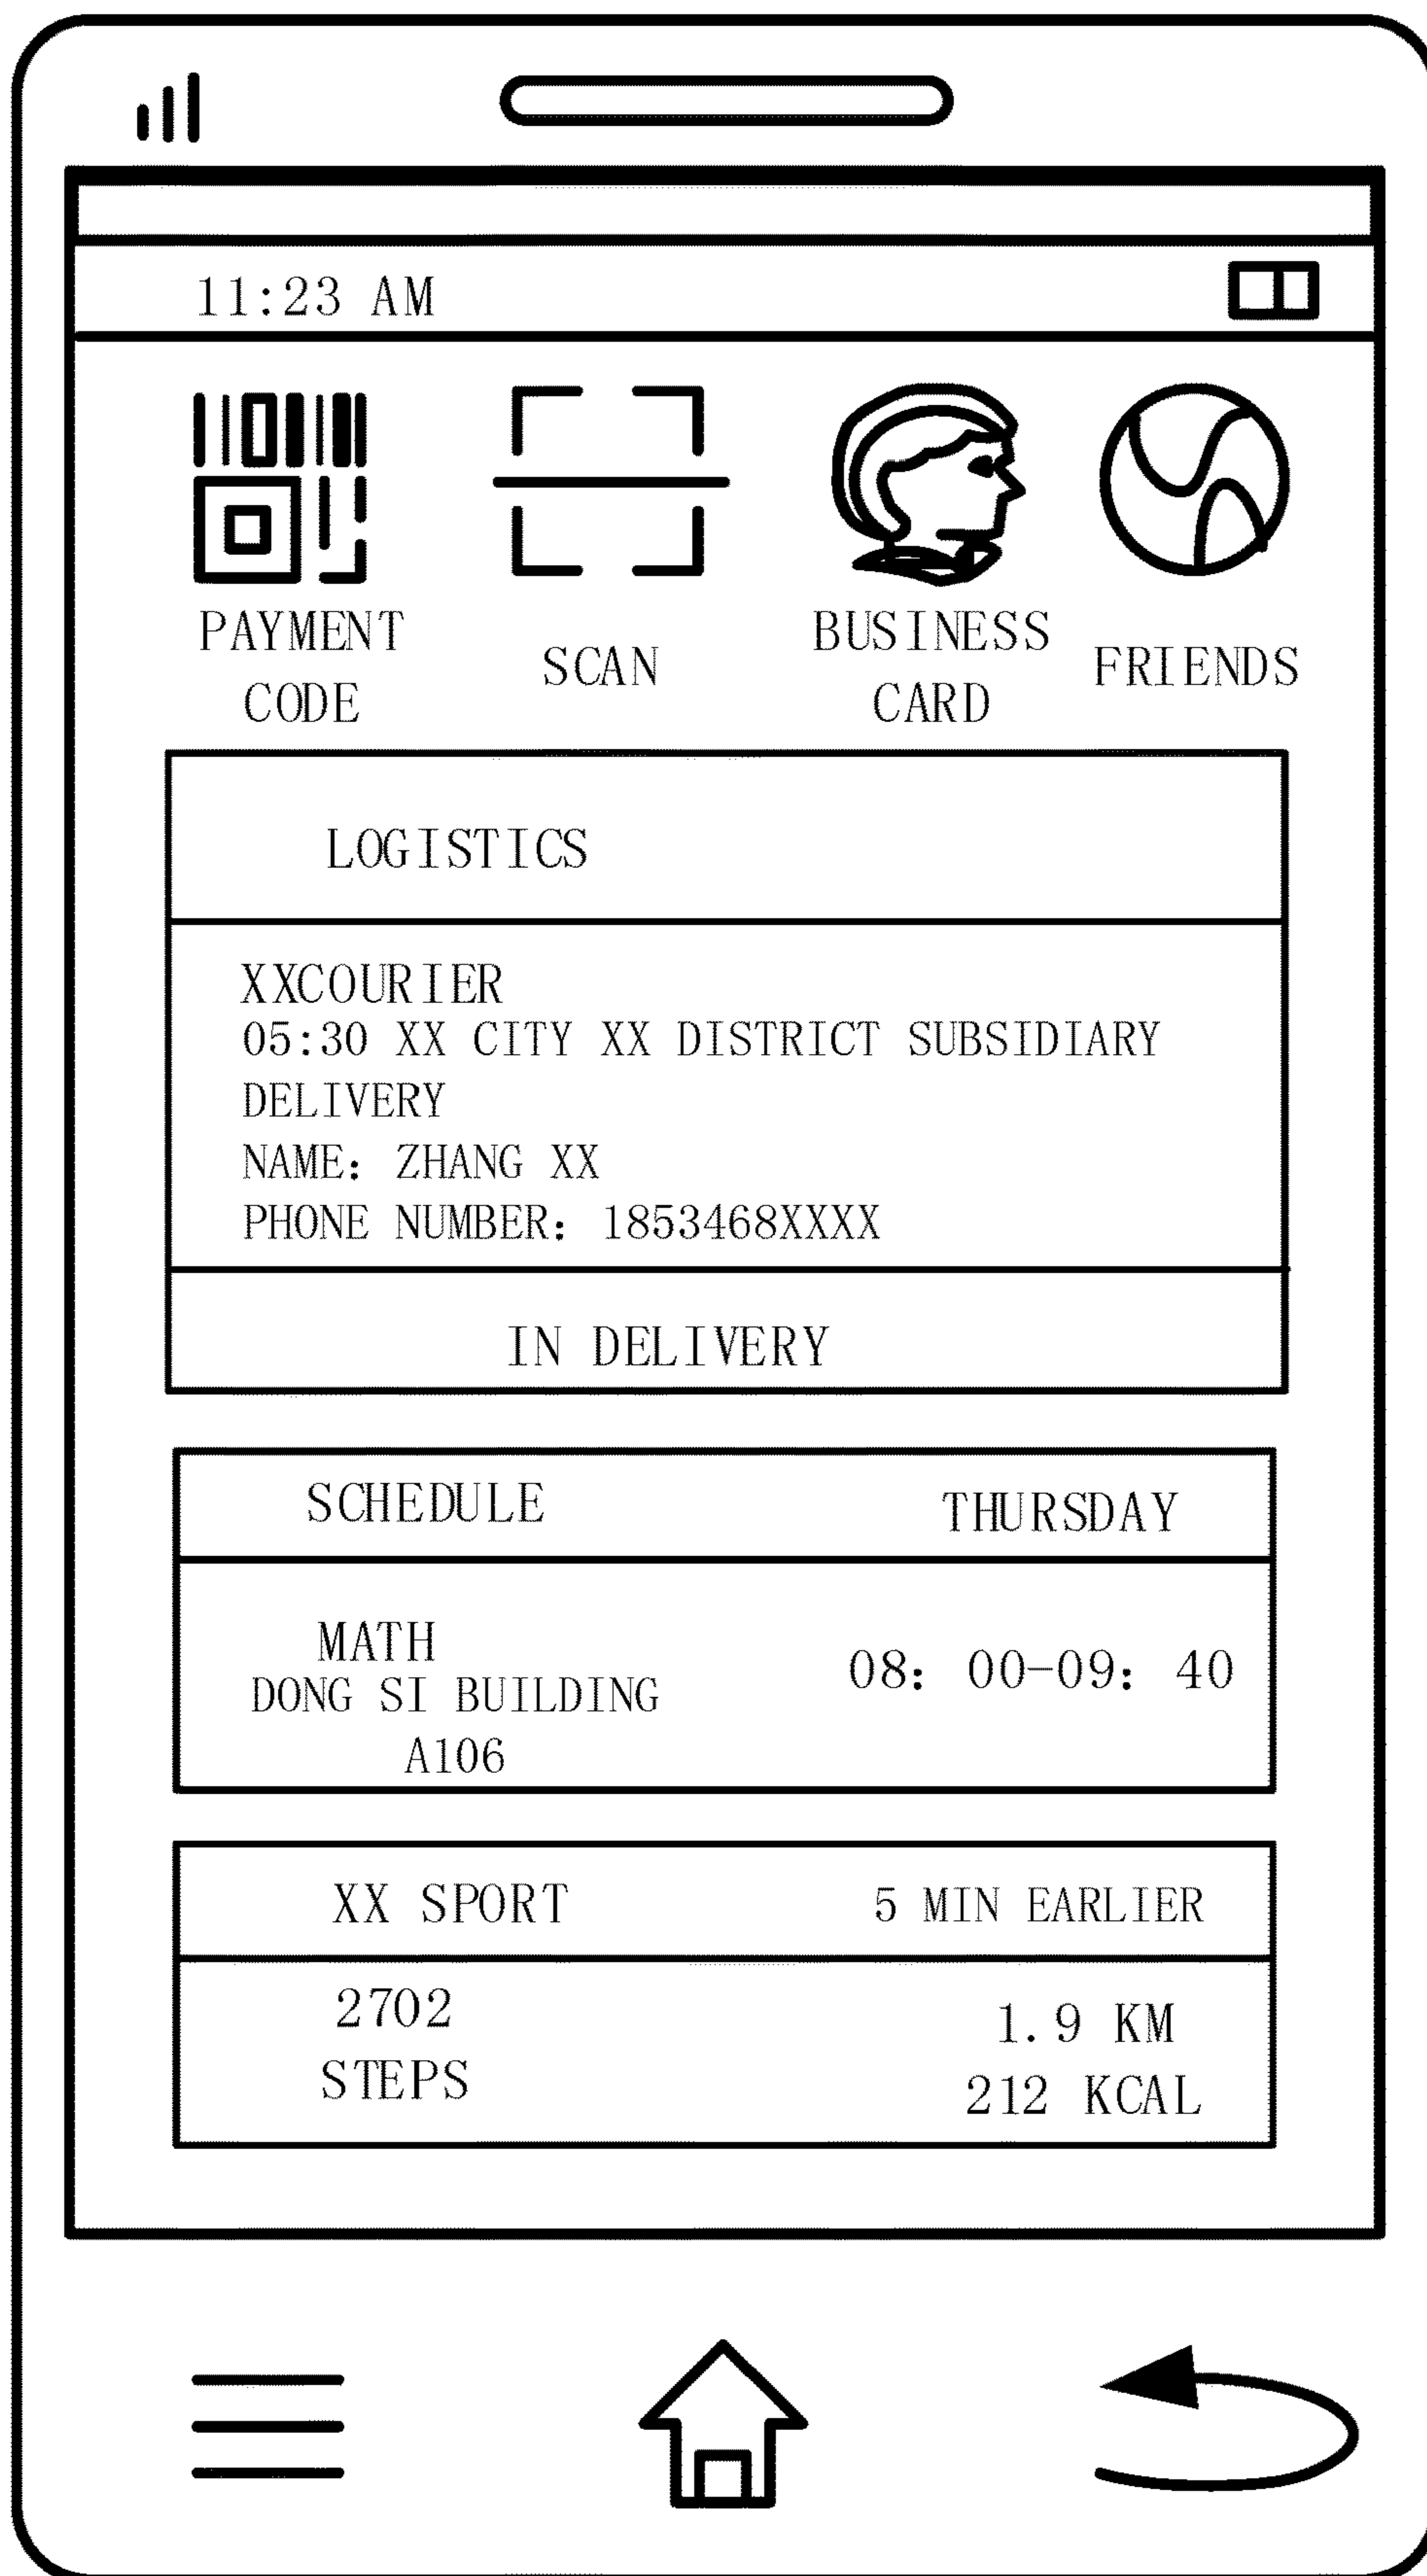 11:23 AM
PAYMENT
CODE
SCAN
BUSINESS
CARD
FRIENDS
LOGISTICS
XXCOURIER
05:30 XX CITY XX DISTRICT SUBSIDIARY
DELIVERY
NAME: ZHANG XX
PHONE NUMBER: 1853468XXXX
IN DELIVERY
SCHEDULE THURSDAY
MATH
DONG SI BUILDING
A106
08: 00-09: 40
XX SPORT 5 MIN EARLIER
2702
STEPS
1.9 KM
212 KCAL